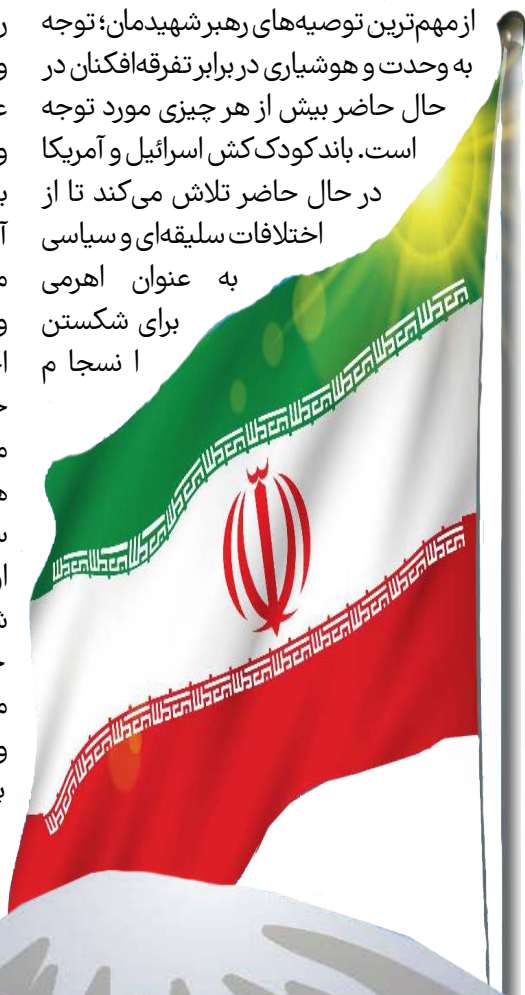 از مهم‌ترین توصیه‌های رهبر شهیدمان؛ توجه
به وحدت و هوشیاری در برابر تفرقه‌افکنان در
حال حاضر بیش از هر چیزی مورد توجه
است. باند کودک‌کش اسرائیل و آمریکا
در حال حاضر تلاش می‌کند تا از
اختلافات سلیقه‌ای و سیاسی
به عنوان اهرمی
برای شکستن
ا نسجا م